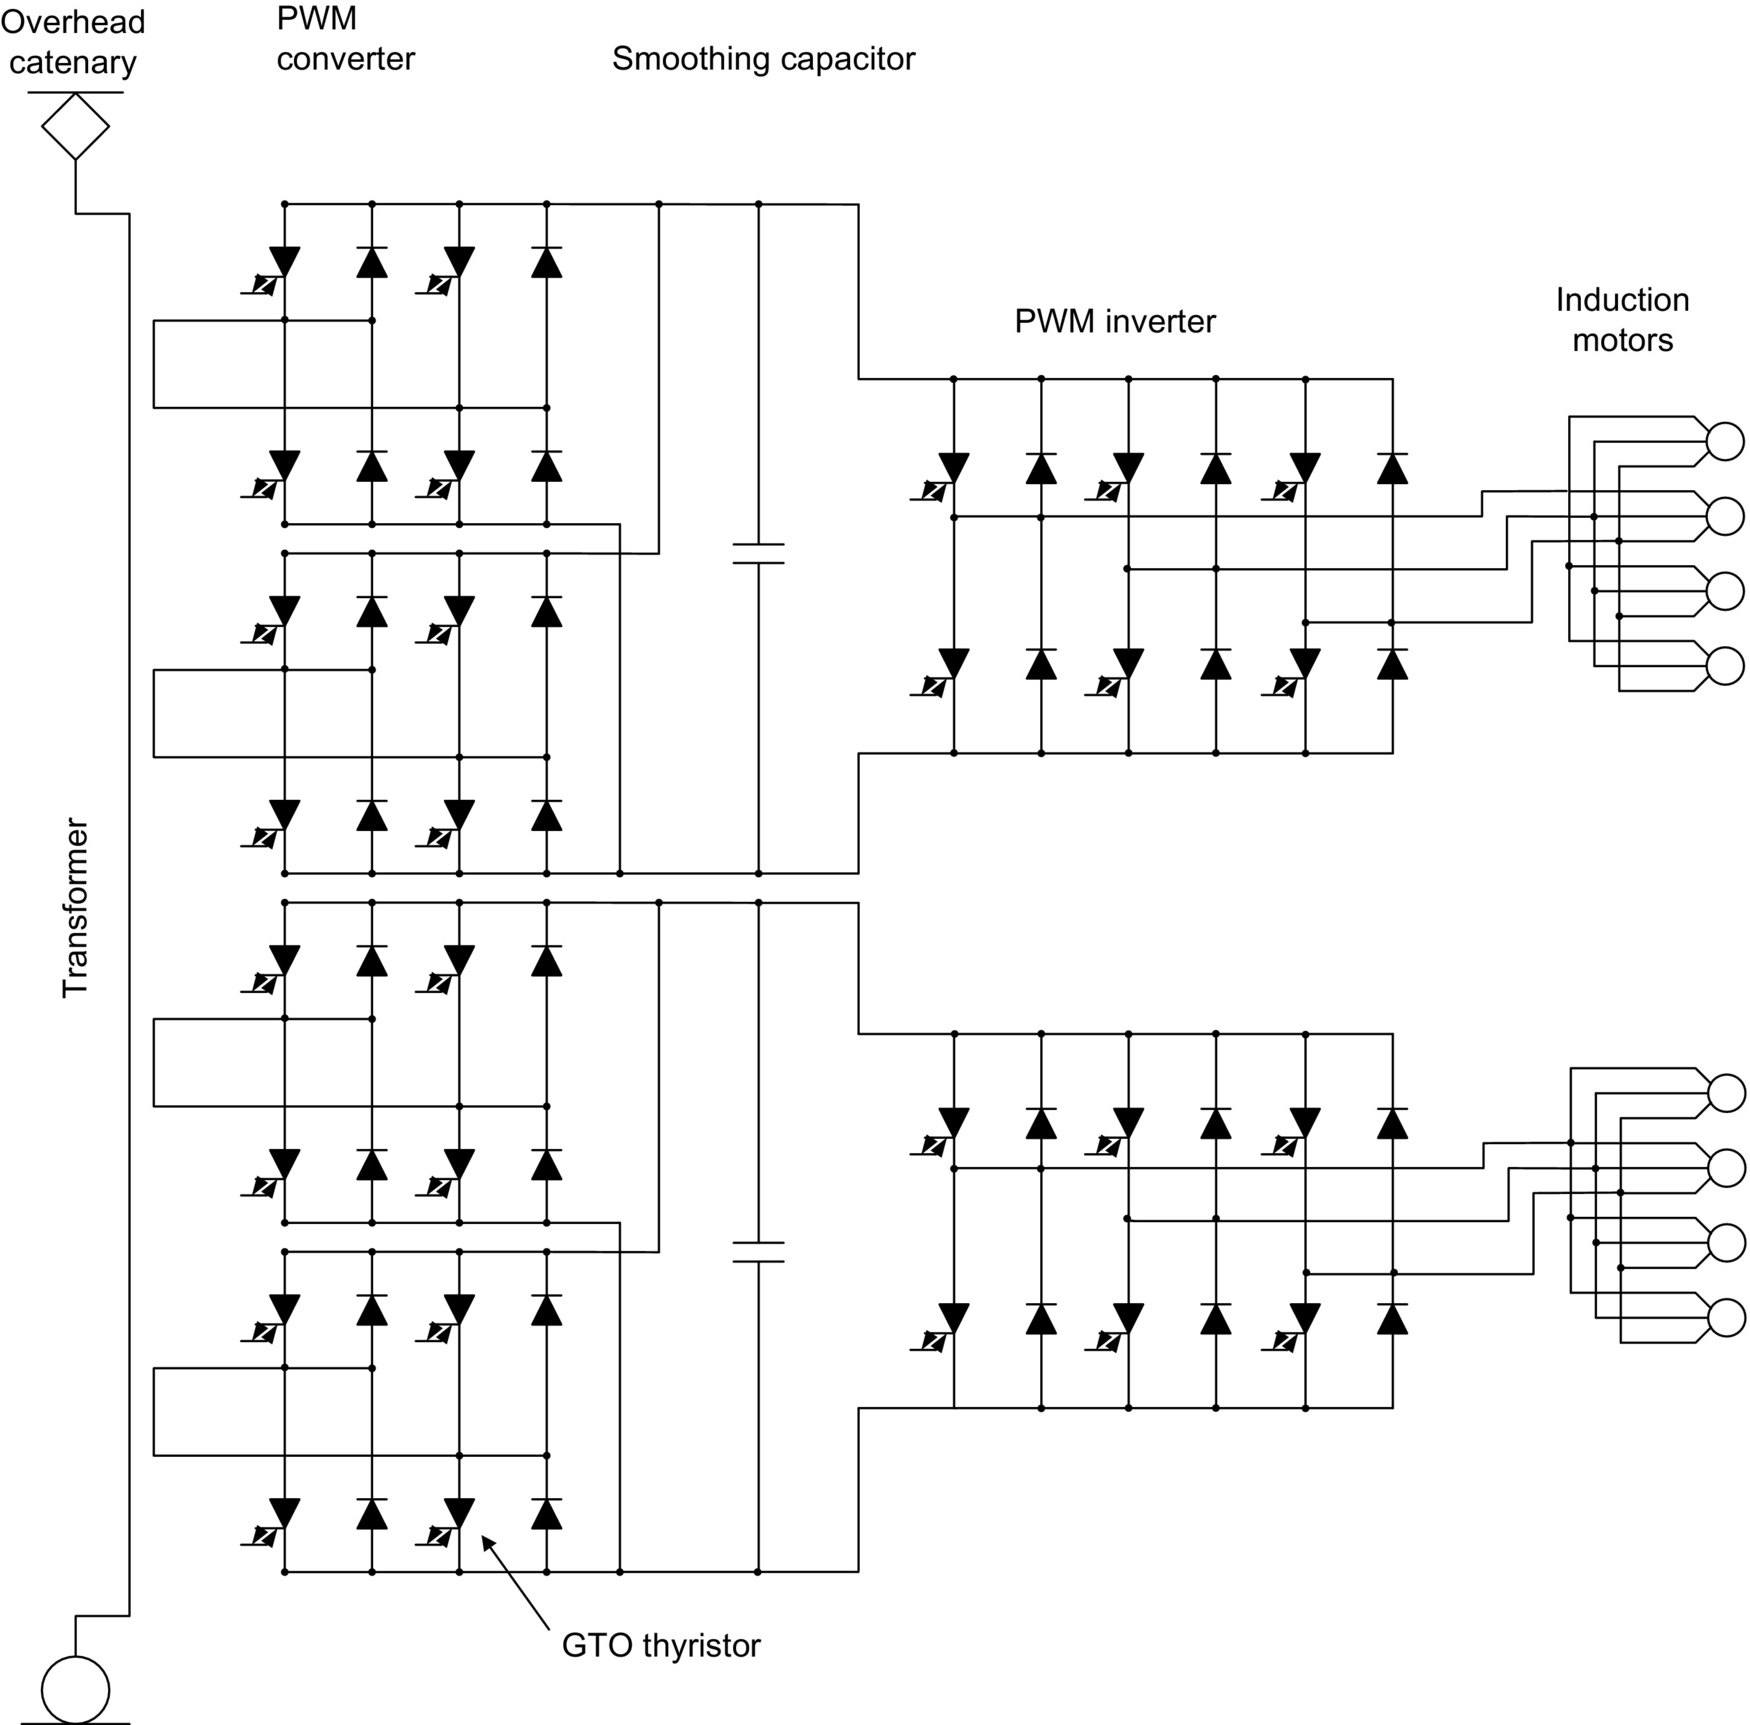 Overhead
catenary
PWM
converter
Smoothing capacitor
PWM inverter
Induction
motors
Transformer
GTO thyristor